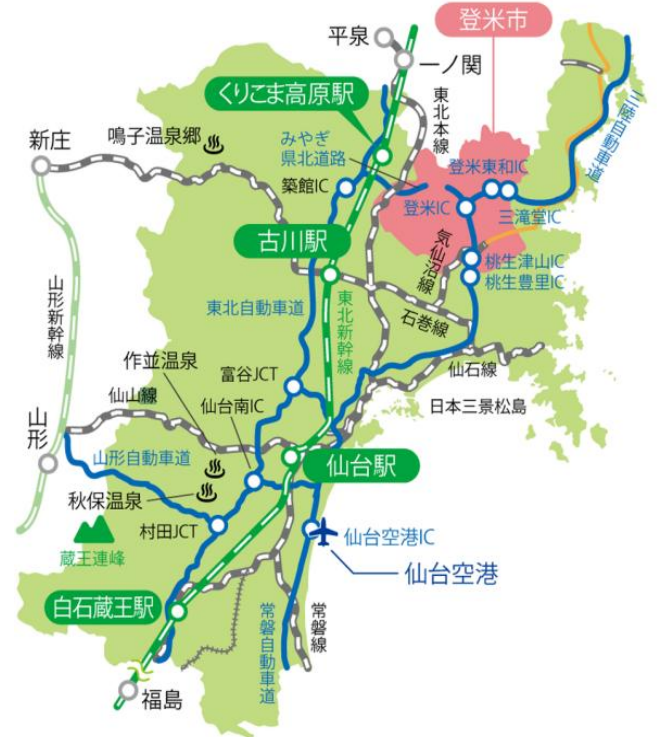 登米市
平泉
一ノ関
くりこま高原駅
東北本線
三陸自動車道
新庄
鳴子温泉郷
みやぎ
県北道路
登米東和IC
築館IC
登米IC
三滝堂IC
古川駅
気仙沼線
桃生津山IC
桃生豊里IC
山形新幹線
東北自動車道
東北新幹線
石巻線
作並温泉
富谷JCT
仙石線
仙山線
仙台南IC
日本三景松島
山形
山形自動車道
仙台駅
秋保温泉
村田JCT
仙台空港IC
蔵王連峰
仙台空港
白石蔵王駅
常磐自動車道
常磐線
福島